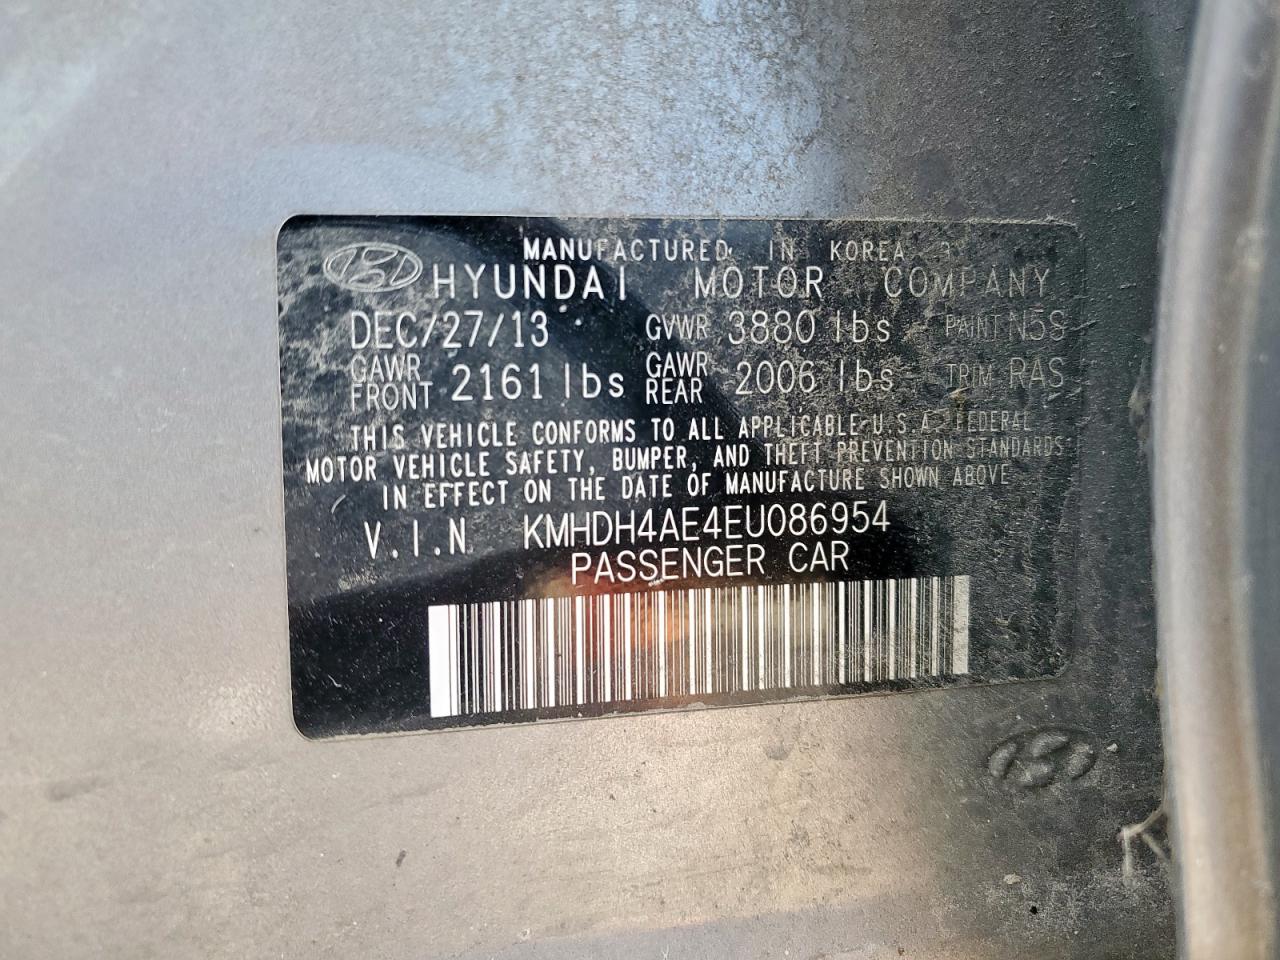 MANUFACTURED IN KOREA
HYUNDAI MOTOR COMPANY
DEC/27/13 GVWR 3880 lbs PAINT N5S
GAWR FRONT 2161 lbs GAWR REAR 2006 lbs TRIM RAS
THIS VEHICLE CONFORMS TO ALL APPLICABLE U.S.A. FEDERAL
MOTOR VEHICLE SAFETY, BUMPER, AND THEFT PREVENTION STANDARDS
IN EFFECT ON THE DATE OF MANUFACTURE SHOWN ABOVE
V.I.N KMHDH4AE4EU086954
PASSENGER CAR